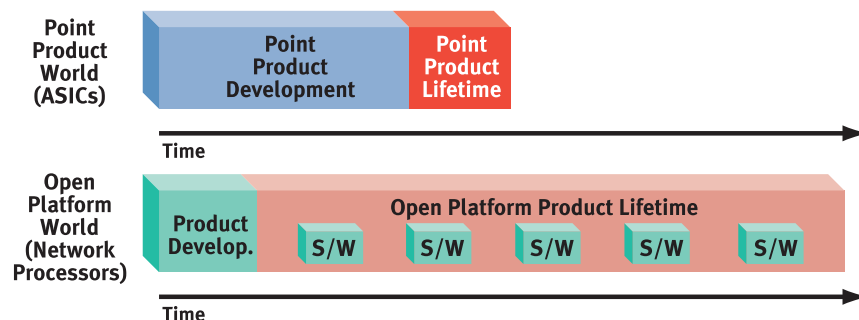 Point
Product
World
(ASICs)
Point
Product
Development
Point
Product
Lifetime
Time
Open
Platform
World
(Network
Processors)
Product
Develop.
Open Platform Product Lifetime
S/W
S/W
S/W
S/W
S/W
Time